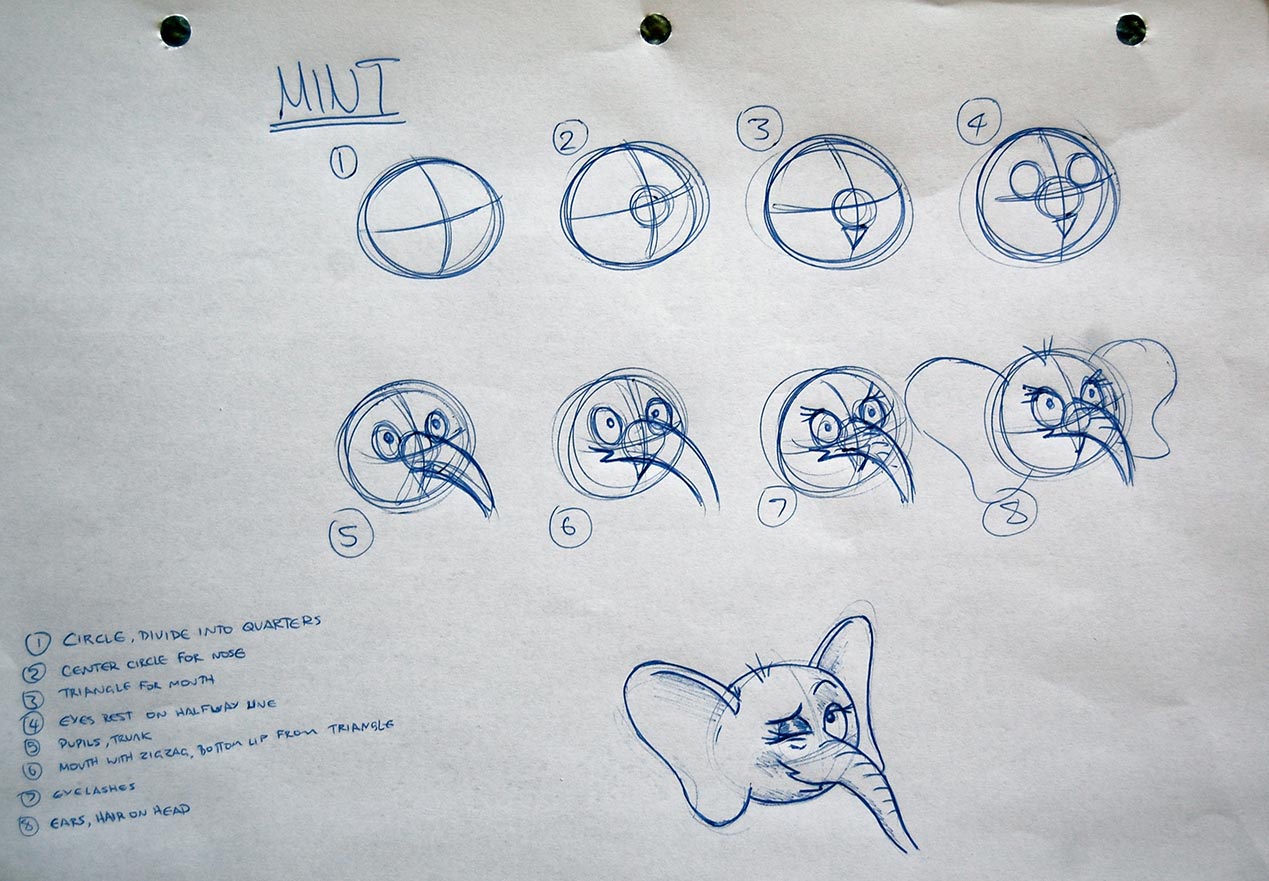 MINT
1 2 3 4
5 6 7 8
1 CIRCLE, DIVIDE INTO QUARTERS
2 CENTER CIRCLE FOR NOSE
3 TRIANGLE FOR MOUTH
4 EYES REST ON HALFWAY LINE
5 PUPILS, TRUNK
6 MOUTH WITH ZIGZAG, BOTTOM LIP FROM TRIANGLE
7 EYELASHES
8 EARS, HAIR ON HEAD